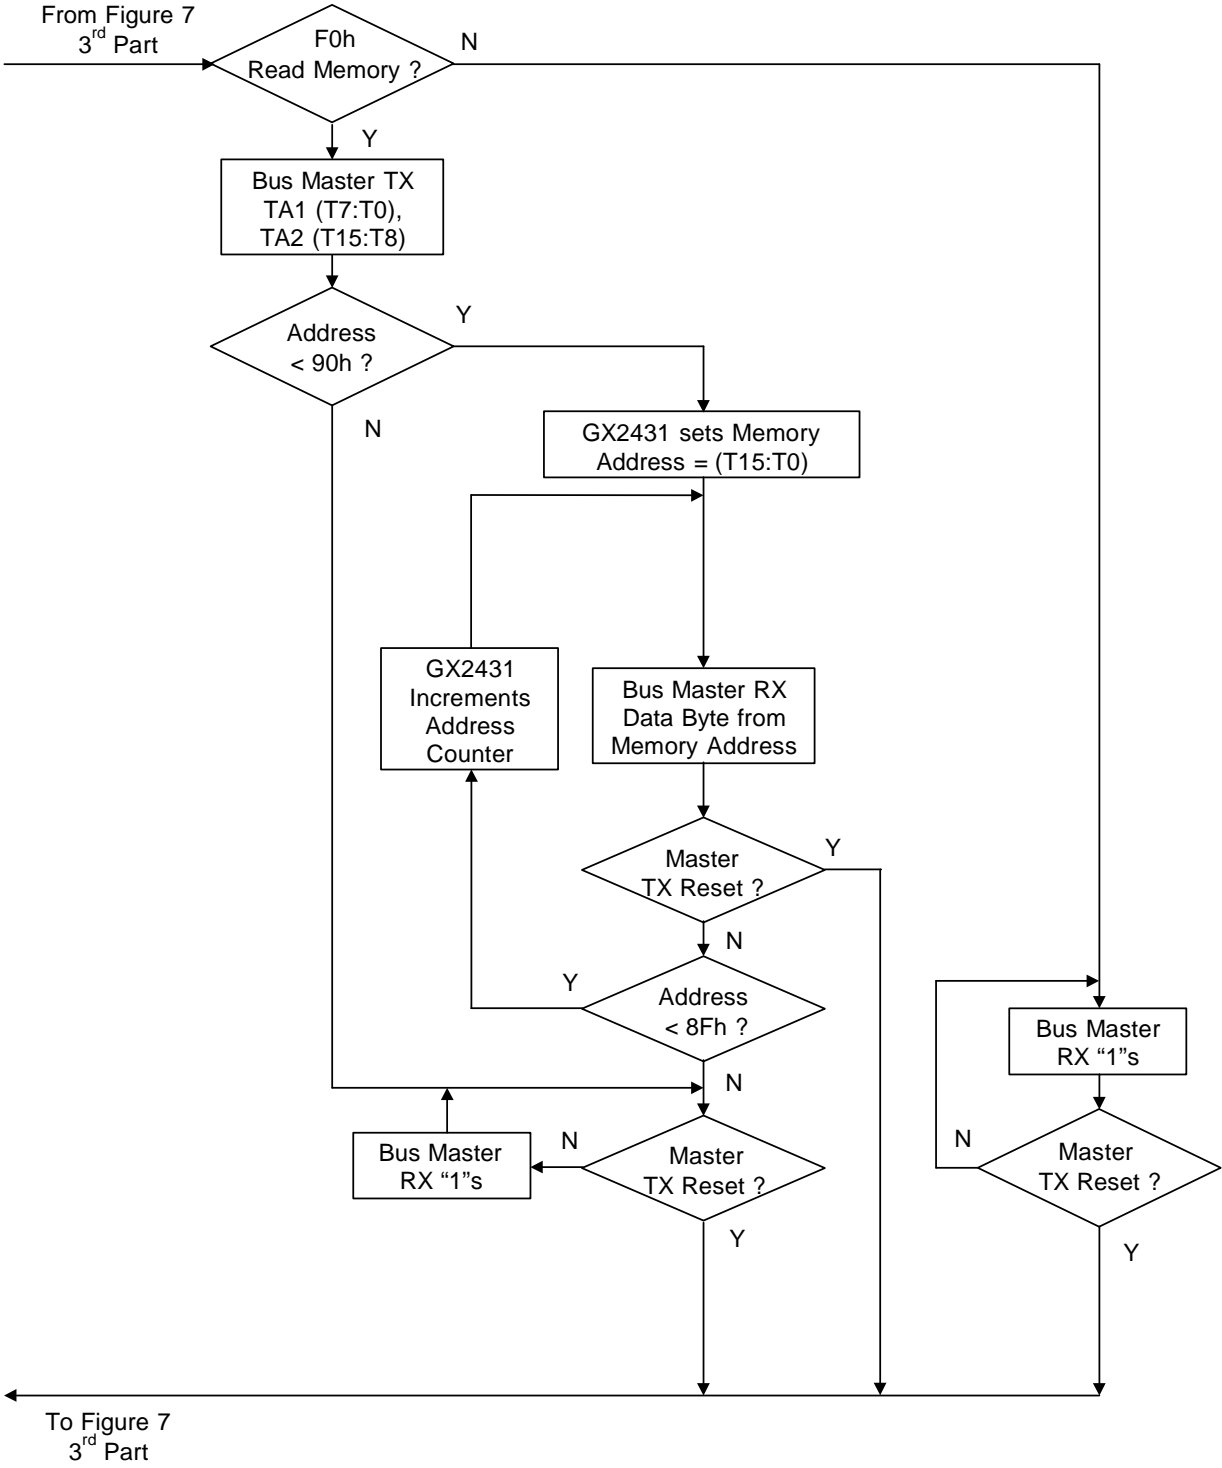 From Figure 7
3rd Part
F0h
Read Memory ?
N
Y
Bus Master TX
TA1 (T7:T0),
TA2 (T15:T8)
Address
< 90h ?
Y
N
GX2431 sets Memory
Address = (T15:T0)
GX2431
Increments
Address
Counter
Bus Master RX
Data Byte from
Memory Address
Master
TX Reset ?
Y
N
Address
< 8Fh ?
Y
N
Bus Master
RX “1”s
N
Master
TX Reset ?
Y
Bus Master
RX “1”s
N
Master
TX Reset ?
Y
To Figure 7
3rd Part